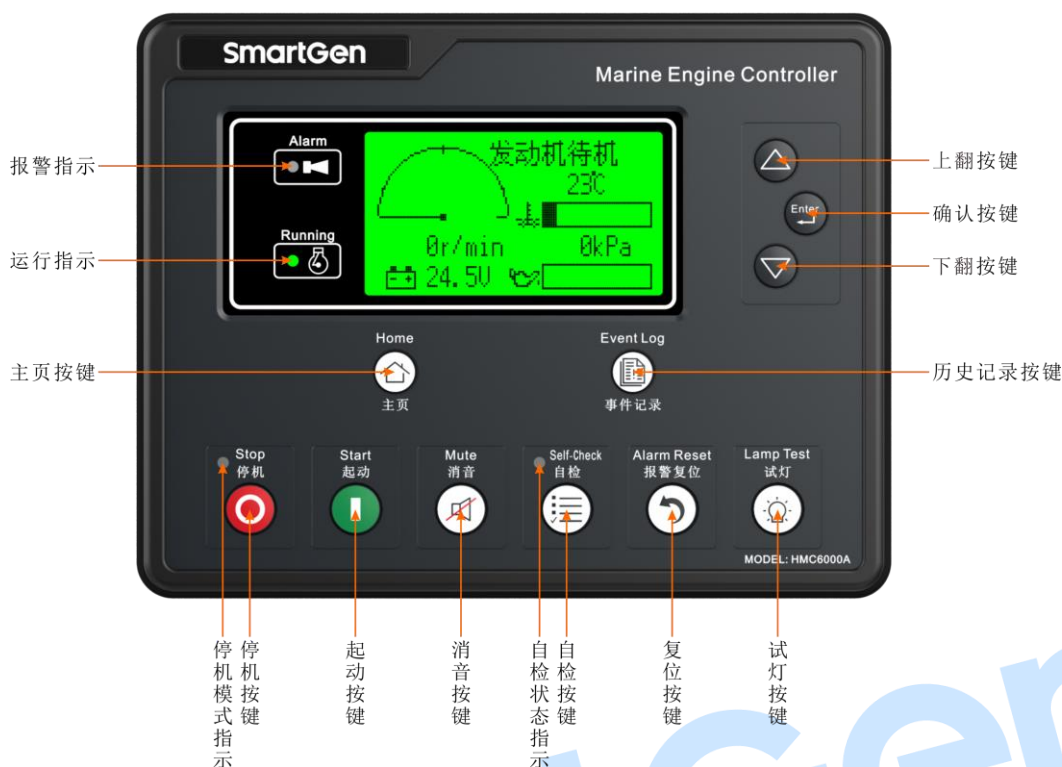 SmartGen
Marine Engine Controller
Alarm
发动机待机
23℃
报警指示
上翻按键
Enter
确认按键
Running
0r/min 0kPa
运行指示
下翻按键
24.5V
Home
Event Log
主页按键
历史记录按键
主页
事件记录
Stop
停机
Start
起动
Mute
消音
Self-Check
自检
Alarm Reset
报警复位
Lamp Test
试灯
MODEL: HMC6000A
停机模式指示
停机按键
起动按键
消音按键
自检状态指示
自检按键
复位按键
试灯按键